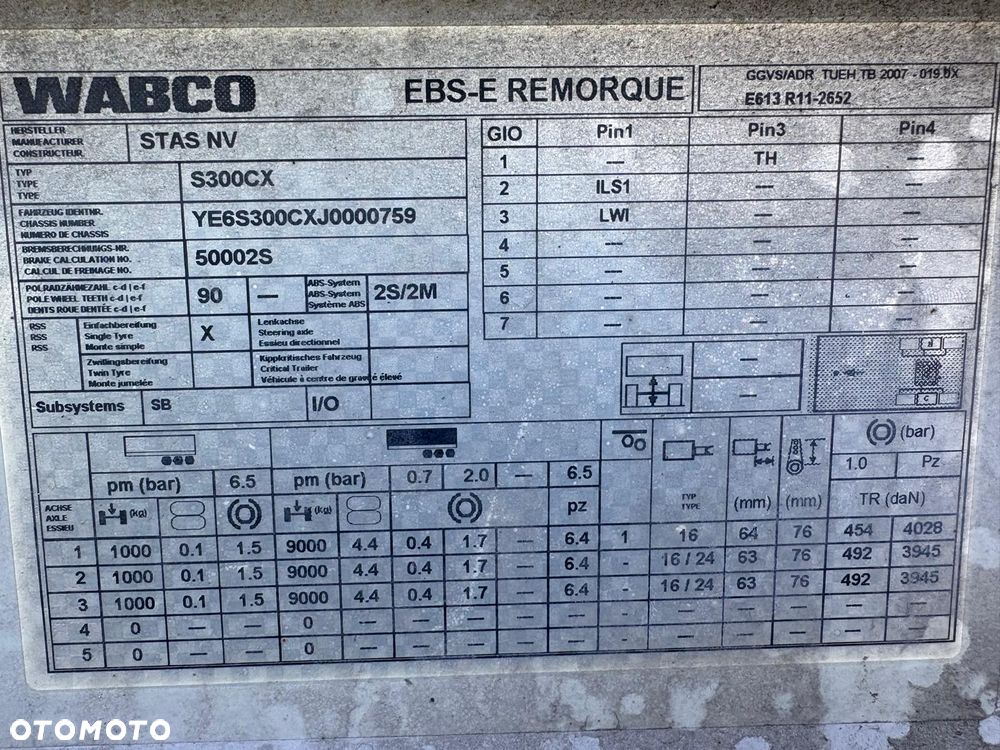 WABCO EBS-E REMORQUE GGVS/ADR TUEH TB 2007 - 019.UX
E613 R11-2652
HERSTELLER
MANUFACTURER
CONSTRUCTEUR
STAS NV
TYP
TYPE
TYPE
S300CX
FAHRZEUG IDENTNR.
CHASSIS NUMBER
NUMERO DE CHASSIS
YE6S300CXJ0000759
BREMSBERECHNUNGS-NR.
BRAKE CALCULATION NO.
CALCUL DE FREINAGE NO.
50002S
POLRADZÄHNEZAHL c-d | e-f
POLE WHEEL TEETH c-d | e-f
DENTS ROUE DENTÉE c-d | e-f
90 —
ABS-System
ABS-System
Système ABS
2S/2M
RSS
RSS
RSS
Einfachbereifung
Single Tyre
Monte simple
X
Lenkachse
Steering axle
Essieu directionnel
Zwillingsbereifung
Twin Tyre
Monte jumelée
Kippkritisches Fahrzeug
Critical Trailer
Véhicule à centre de gravité élevé
Subsystems SB I/O
GIO Pin1 Pin3 Pin4
1 — TH —
2 ILS1 — —
3 LWI — —
4 — — —
5 — — —
6 — — —
7 — — —
—
—
C
pm (bar) 6.5 pm (bar) 0.7 2.0 — 6.5 (bar)
1.0 Pz
ACHSE
AXLE
ESSIEU
(kg) (kg) pz
TYP
TYPE
(mm) (mm) TR (daN)
1 1000 0.1 1.5 9000 4.4 0.4 1.7 — 6.4 1 16 64 76 454 4028
2 1000 0.1 1.5 9000 4.4 0.4 1.7 — 6.4 - 16 / 24 63 76 492 3945
3 1000 0.1 1.5 9000 4.4 0.4 1.7 — 6.4 - 16 / 24 63 76 492 3945
4 0 — — 0 — — — — — - — — — — —
5 0 — — 0 — — — — — - — — — — —
OTOMOTO